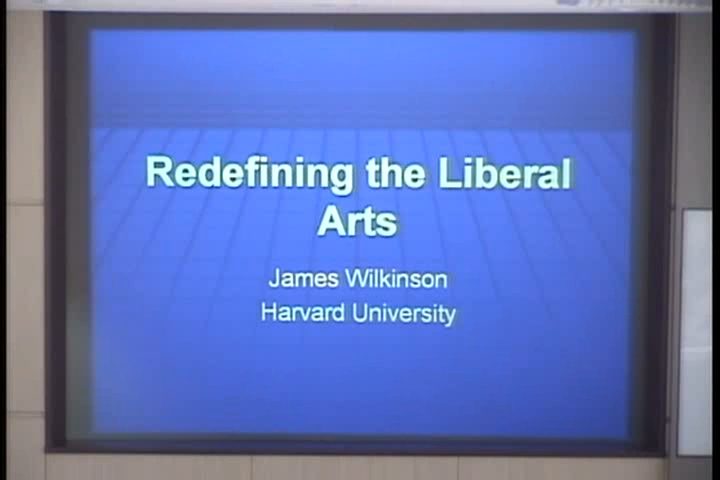 Redefining the Liberal
Arts
James Wilkinson
Harvard University